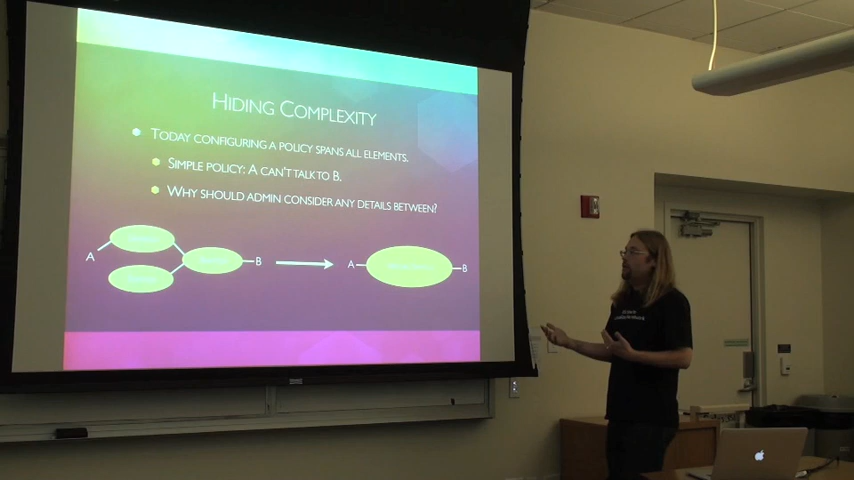 HIDING COMPLEXITY
TODAY CONFIGURING A POLICY SPANS ALL ELEMENTS.
SIMPLE POLICY: A CAN'T TALK TO B.
WHY SHOULD ADMIN CONSIDER ANY DETAILS BETWEEN?
A
B
A
B